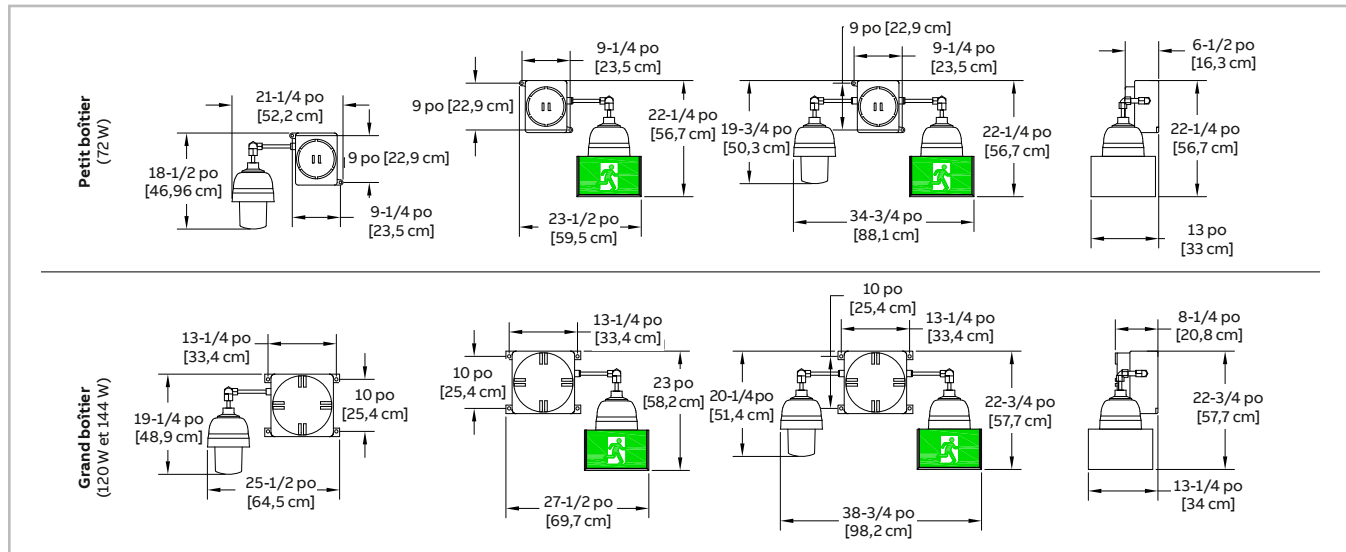 Petit boîtier
(72 W)
21-1/4 po
[52,2 cm]
18-1/2 po
[46,96 cm]
9 po [22,9 cm]
9-1/4 po
[23,5 cm]
9-1/4 po
[23,5 cm]
9 po [22,9 cm]
22-1/4 po
[56,7 cm]
23-1/2 po
[59,5 cm]
9 po [22,9 cm]
9-1/4 po
[23,5 cm]
19-3/4 po
[50,3 cm]
22-1/4 po
[56,7 cm]
34-3/4 po
[88,1 cm]
6-1/2 po
[16,3 cm]
22-1/4 po
[56,7 cm]
13 po
[33 cm]
Grand boîtier
(120 W et 144 W)
13-1/4 po
[33,4 cm]
10 po
[25,4 cm]
19-1/4 po
[48,9 cm]
25-1/2 po
[64,5 cm]
13-1/4 po
[33,4 cm]
10 po
[25,4 cm]
23 po
[58,2 cm]
27-1/2 po
[69,7 cm]
10 po
[25,4 cm]
13-1/4 po
[33,4 cm]
20-1/4 po
[51,4 cm]
22-3/4 po
[57,7 cm]
38-3/4 po
[98,2 cm]
8-1/4 po
[20,8 cm]
22-3/4 po
[57,7 cm]
13-1/4 po
[34 cm]